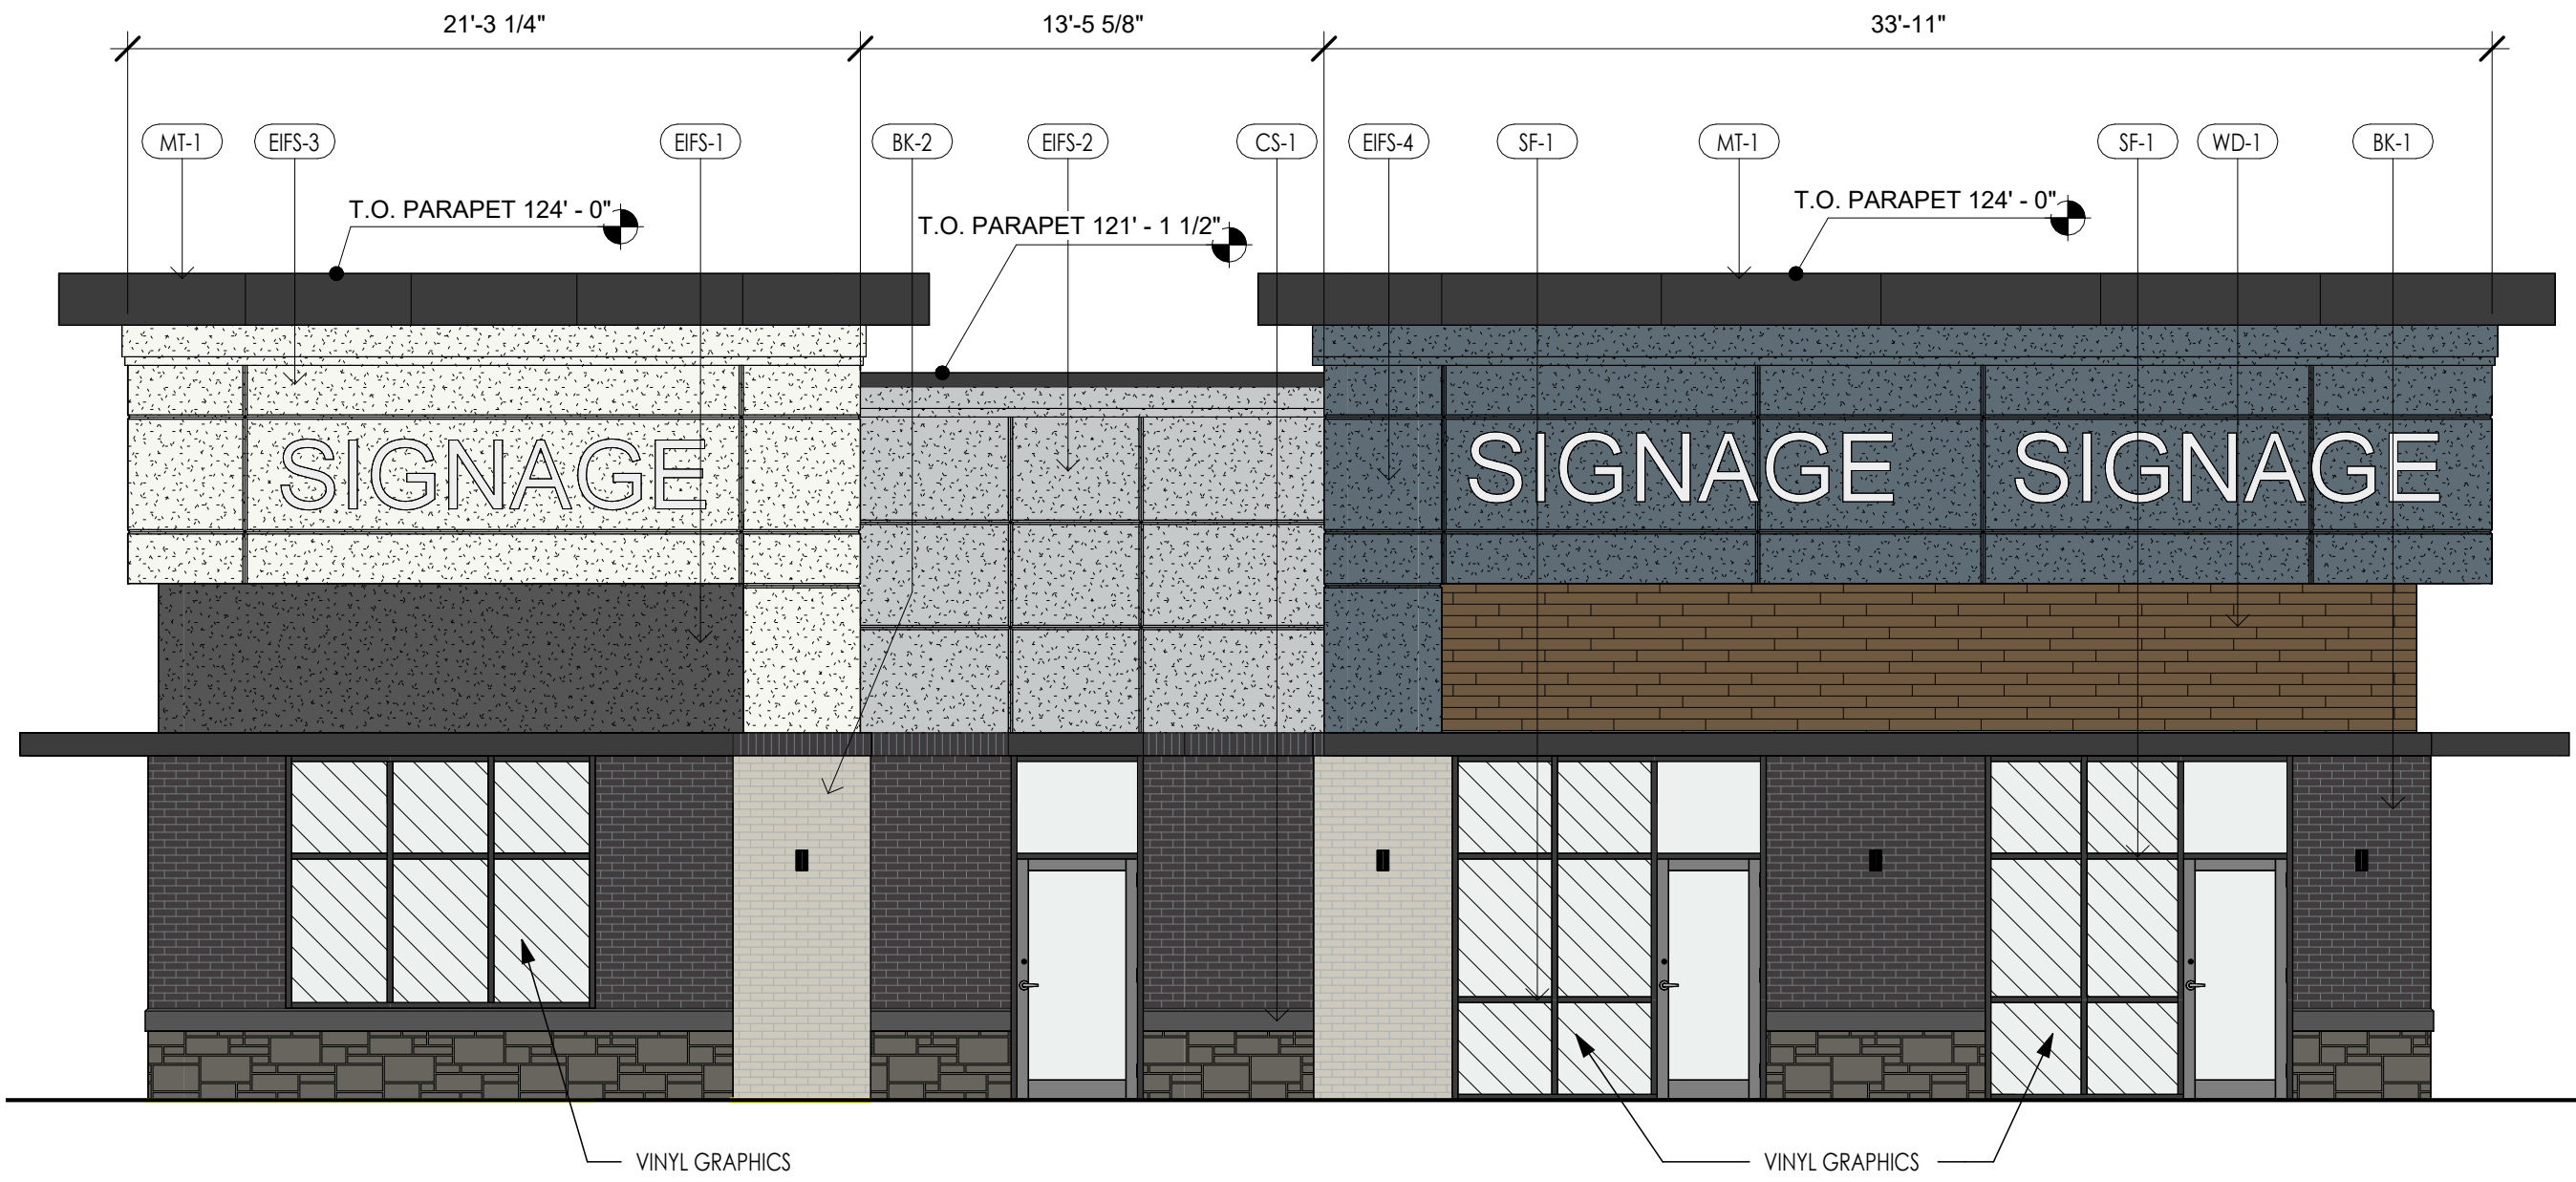 21'-3 1/4"
13'-5 5/8"
33'-11"
MT-1
EIFS-3
EIFS-1
BK-2
EIFS-2
CS-1
EIFS-4
SF-1
MT-1
SF-1
WD-1
BK-1
T.O. PARAPET 124' - 0"
T.O. PARAPET 121' - 1 1/2"
T.O. PARAPET 124' - 0"
SIGNAGE
SIGNAGE
SIGNAGE
VINYL GRAPHICS
VINYL GRAPHICS